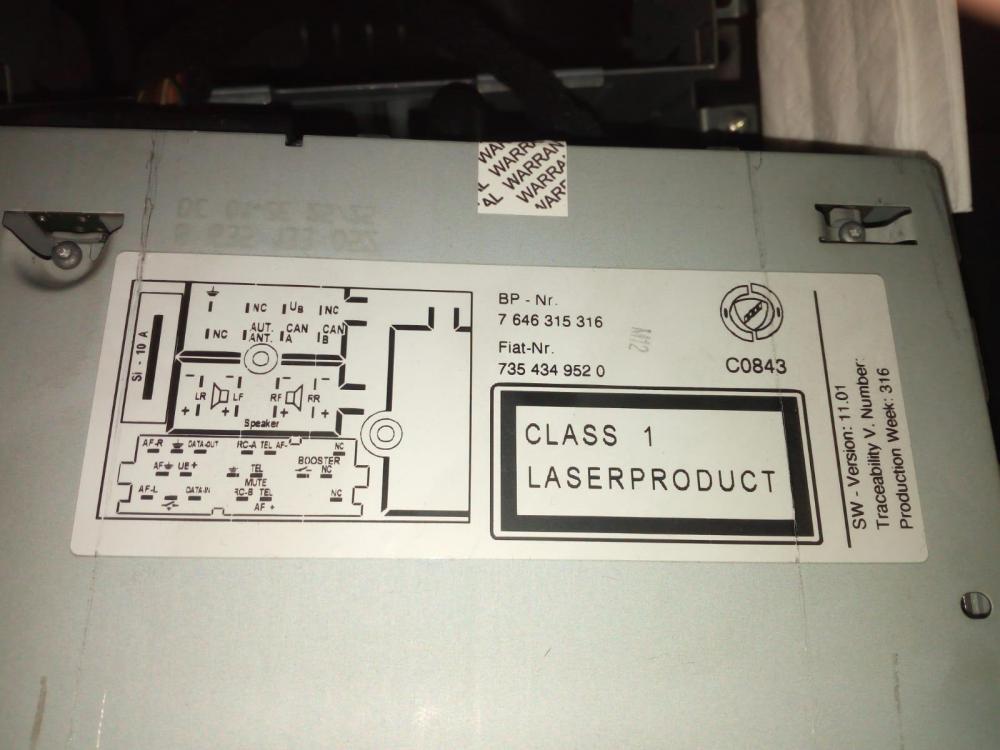 WARRAN
WARRAN
AL WARRA
WARF
NC UB NC
NC AUT. ANT. CAN A CAN B
Si - 10 A
- - - -
LR LF RF RR
+ + + +
Speaker
AF-R DATA-OUT RC-A TEL AF- NC
AF UE+ TEL BOOSTER NC
MUTE
AF-L DATA-IN RC-B TEL NC
AF +
BP - Nr.
7 646 315 316
Fiat-Nr.
735 434 952 0
M12
C0843
CLASS 1
LASERPRODUCT
SW - Version: 11.01
Traceability V. Number:
Production Week: 316